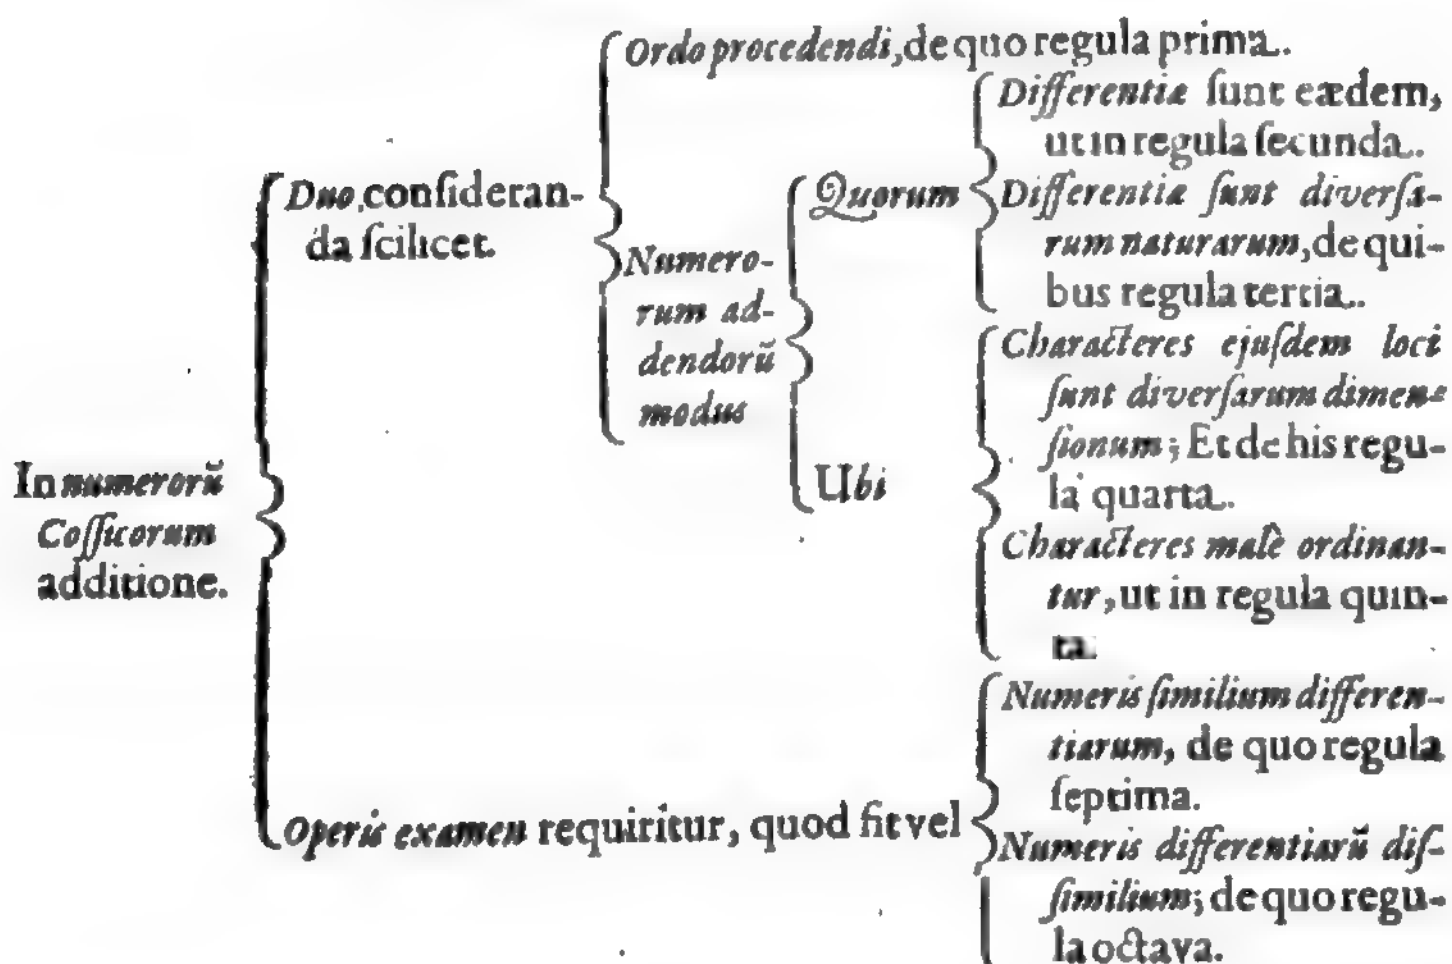 In numerorũ
Coſſicorum
additione.
Duo, conſideran-
da ſcilicet.
Ordo procedendi, de quo regula prima.
Numero-
rum ad-
dendorũ
modus
Quorum
Differentiæ ſunt eædem,
ut in regula ſecunda.
Differentiæ ſunt diverſa-
rum naturarum, de qui-
bus regula tertia.
Ubi
Characteres ejuſdem loci
ſunt diverſarum dimen-
ſionum; Et de his regu-
la quarta.
Characteres malè ordinan-
tur, ut in regula quin-
ta.
Operis examen requiritur, quod fit vel
Numeris ſimilium differen-
tiarum, de quo regula
ſeptima.
Numeris differentiarũ diſ-
ſimilium; de quo regu-
la octava.